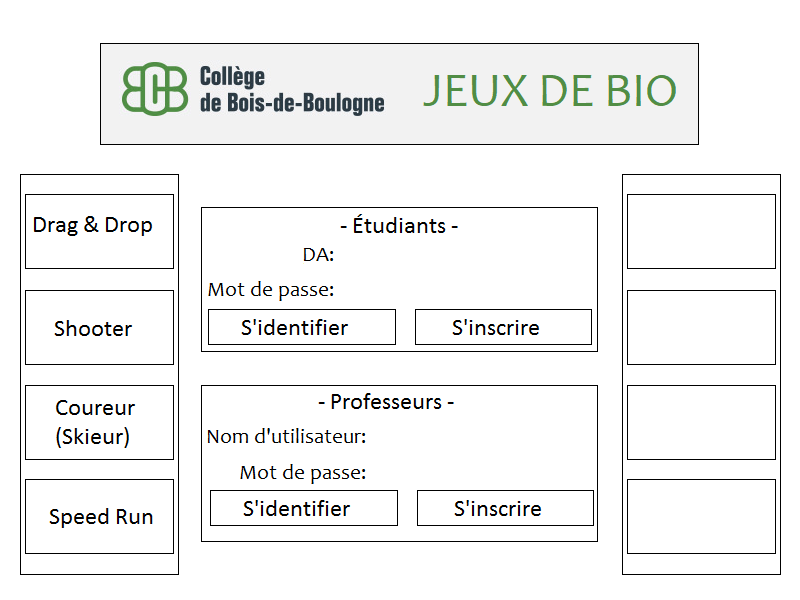 Collège
de Bois-de-Boulogne
JEUX DE BIO
Drag & Drop
Shooter
Coureur
(Skieur)
Speed Run
- Étudiants -
DA:
Mot de passe:
S'identifier
S'inscrire
- Professeurs -
Nom d'utilisateur:
Mot de passe:
S'identifier
S'inscrire